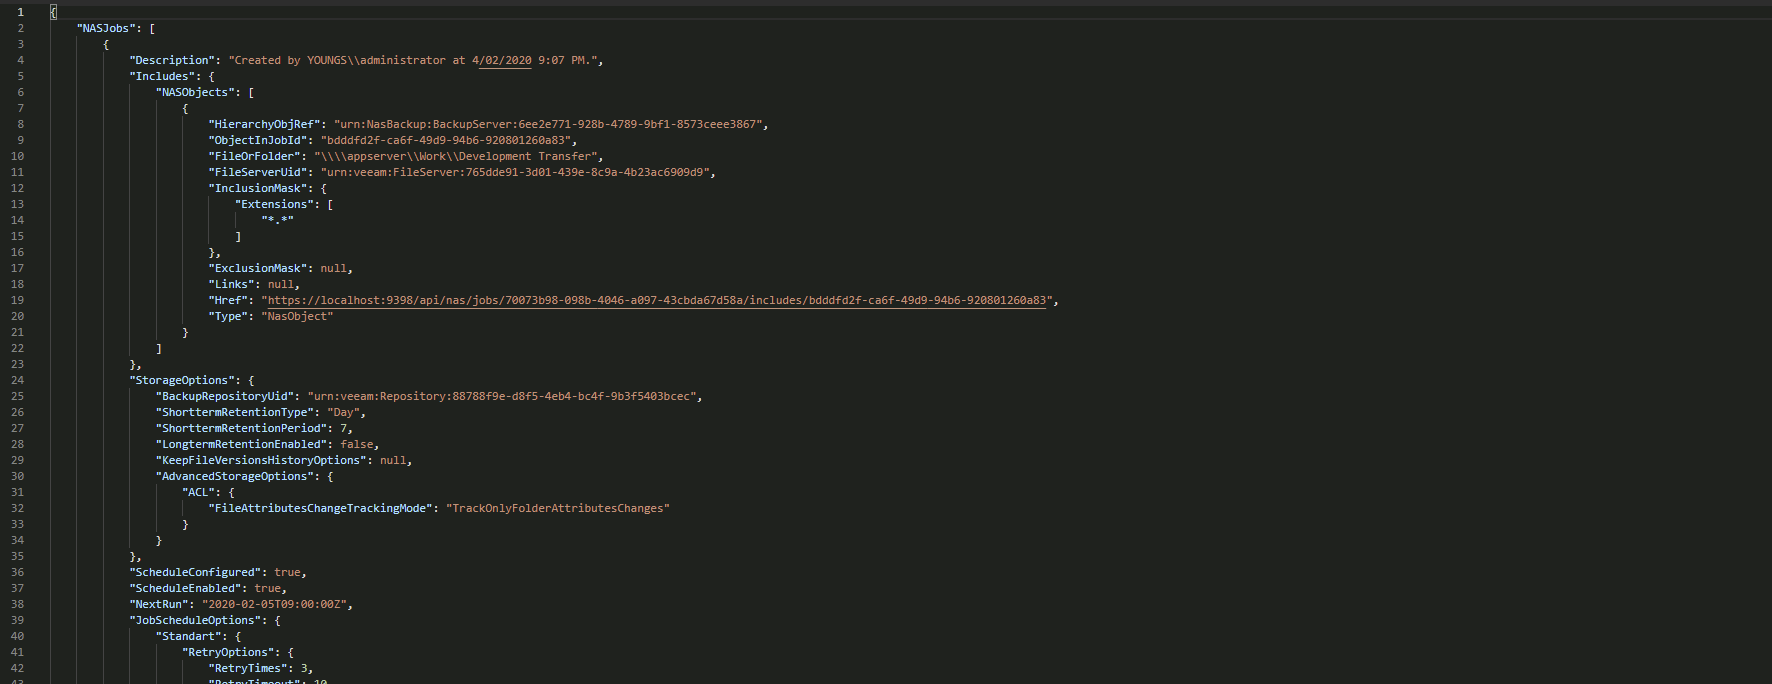 1 {
2     "NASJobs": [
3         {
4             "Description": "Created by YOUNGS\\administrator at 4/02/2020 9:07 PM.",
5             "Includes": {
6                 "NASObjects": [
7                     {
8                         "HierarchyObjRef": "urn:NasBackup:BackupServer:6ee2e771-928b-4789-9bf1-8573ceee3867",
9                         "ObjectInJobId": "bdddfd2f-ca6f-49d9-94b6-920801260a83",
10                         "FileOrFolder": "\\\\appserver\\Work\\Development Transfer",
11                         "FileServerUid": "urn:veeam:FileServer:765dde91-3d01-439e-8c9a-4b23ac6909d9",
12                         "InclusionMask": {
13                             "Extensions": [
14                                 "*.*"
15                             ]
16                         },
17                         "ExclusionMask": null,
18                         "Links": null,
19                         "Href": "https://localhost:9398/api/nas/jobs/70073b98-098b-4046-a097-43cbda67d58a/includes/bdddfd2f-ca6f-49d9-94b6-920801260a83",
20                         "Type": "NasObject"
21                     }
22                 ]
23             },
24             "StorageOptions": {
25                 "BackupRepositoryUid": "urn:veeam:Repository:88788f9e-d8f5-4eb4-bc4f-9b3f5403bcec",
26                 "ShorttermRetentionType": "Day",
27                 "ShorttermRetentionPeriod": 7,
28                 "LongtermRetentionEnabled": false,
29                 "KeepFileVersionsHistoryOptions": null,
30                 "AdvancedStorageOptions": {
31                     "ACL": {
32                         "FileAttributesChangeTrackingMode": "TrackOnlyFolderAttributesChanges"
33                     }
34                 }
35             },
36             "ScheduleConfigured": true,
37             "ScheduleEnabled": true,
38             "NextRun": "2020-02-05T09:00:00Z",
39             "JobScheduleOptions": {
40                 "Standart": {
41                     "RetryOptions": {
42                         "RetryTimes": 3,
43                         "RetryTimeout": 10